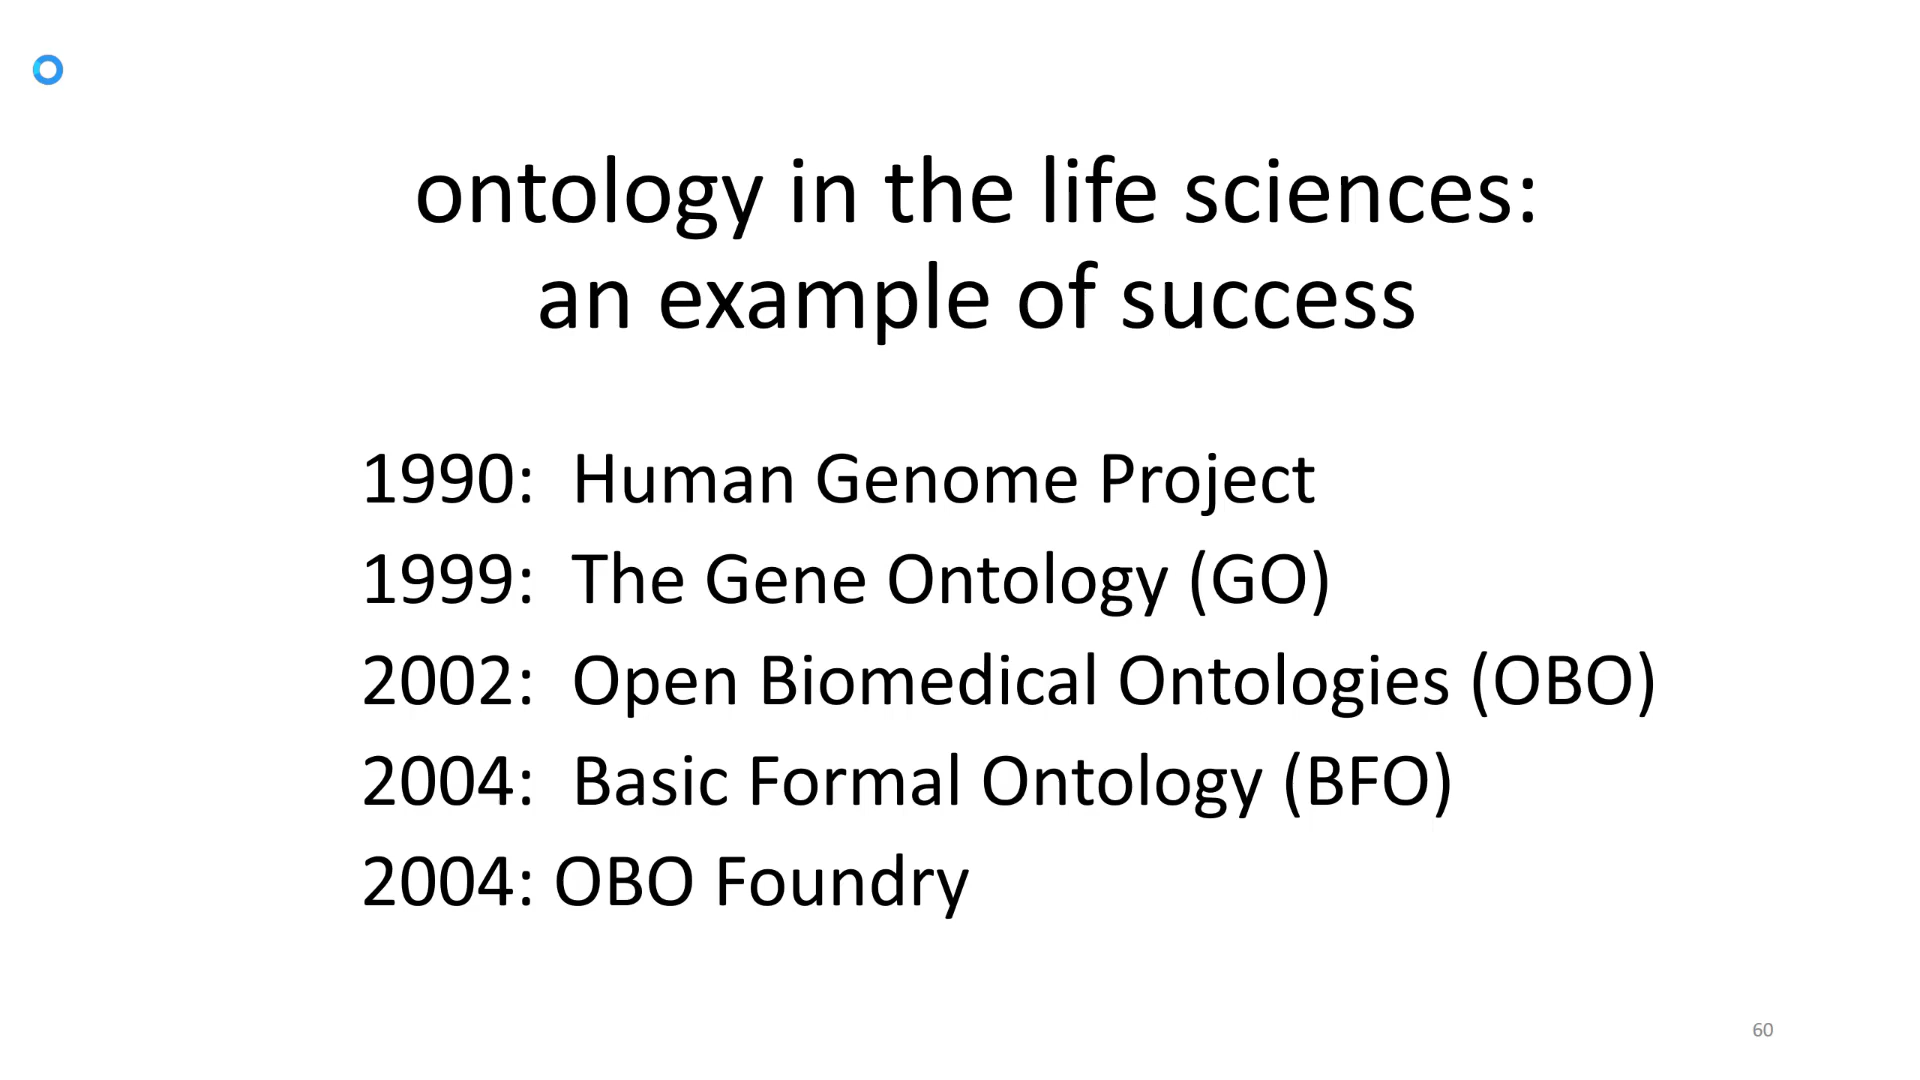 ontology in the life sciences:
an example of success
1990: Human Genome Project
1999: The Gene Ontology (GO)
2002: Open Biomedical Ontologies (OBO)
2004: Basic Formal Ontology (BFO)
2004: OBO Foundry
60